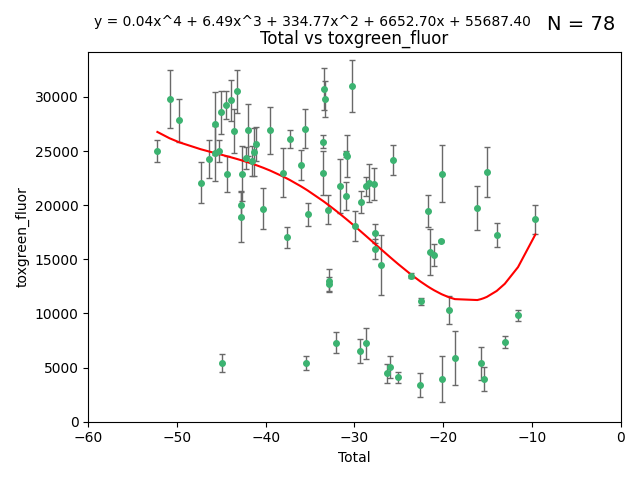 y = 0.04x^4 + 6.49x^3 + 334.77x^2 + 6652.70x + 55687.40 N = 78
Total vs toxgreen_fluor
30000
25000
20000
15000
10000
5000
0
toxgreen_fluor
−60 −50 −40 −30 −20 −10 0
Total